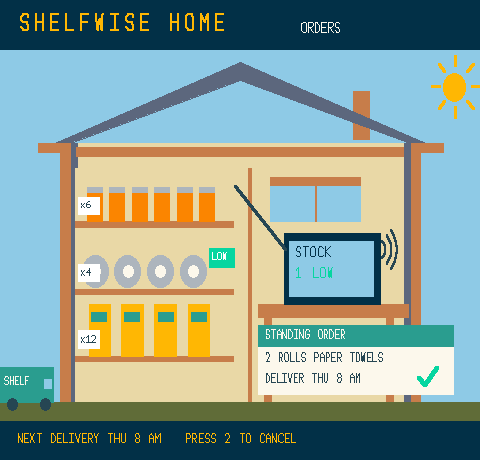 SHELFWISE HOME
ORDERS
x6
x4
LOW
STOCK
1 LOW
x12
STANDING ORDER
2 ROLLS PAPER TOWELS
DELIVER THU 8 AM
SHELF
NEXT DELIVERY THU 8 AM
PRESS 2 TO CANCEL